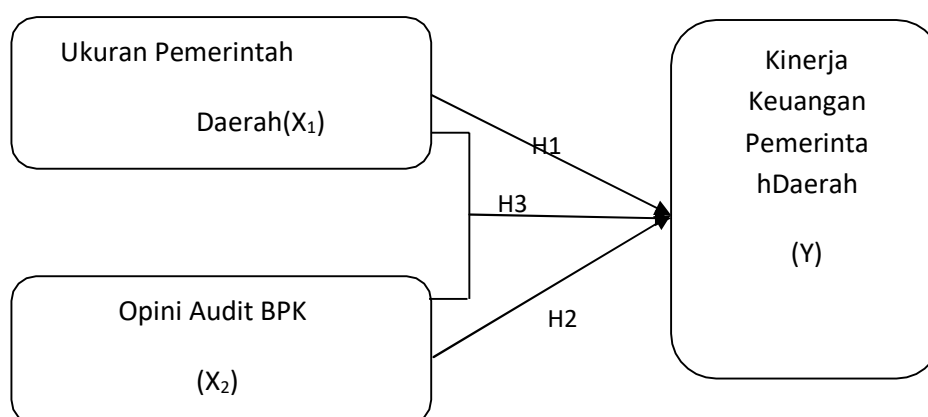 Ukuran Pemerintah
Daerah(X₁)
H1
H3
Opini Audit BPK
(X₂)
H2
Kinerja
Keuangan
Pemerinta
hDaerah
(Y)